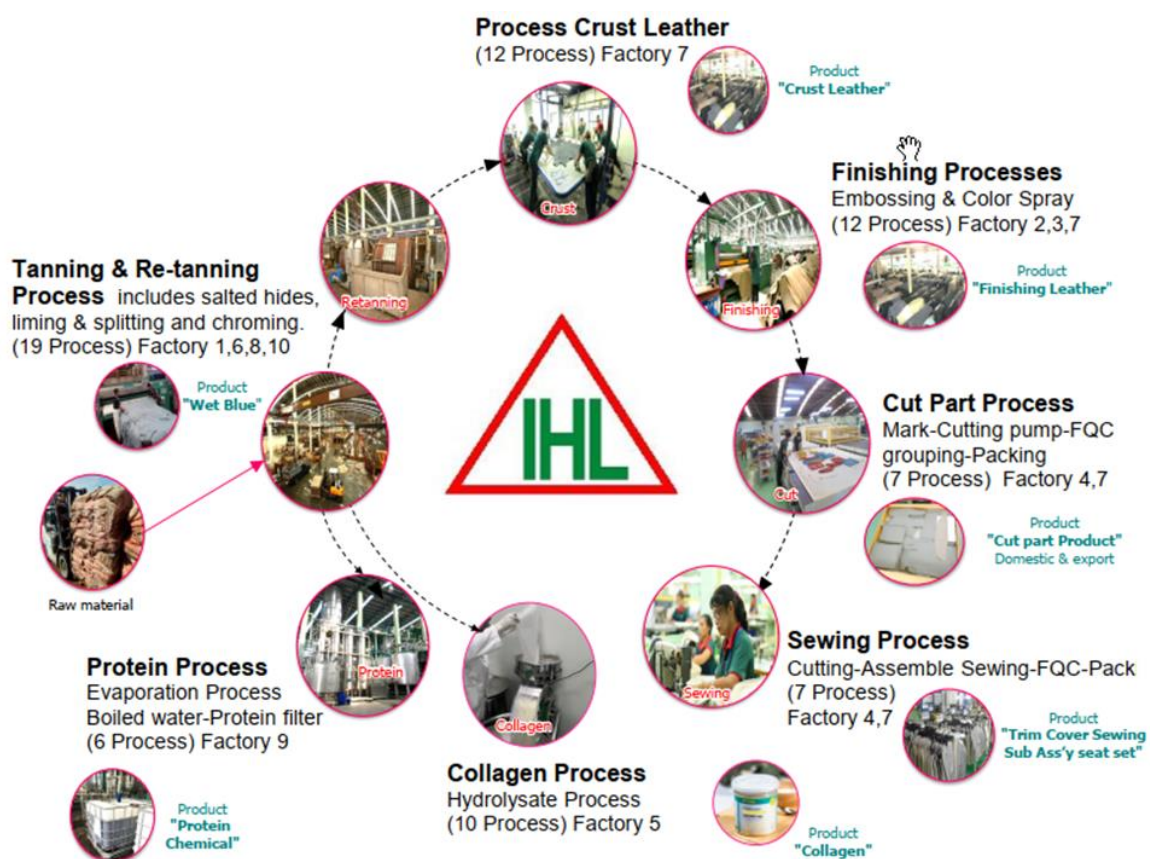 Process Crust Leather
(12 Process) Factory 7
Product
"Crust Leather"
Crust
Finishing Processes
Embossing & Color Spray
(12 Process) Factory 2,3,7
Product
"Finishing Leather"
Finishing
Retanning
Tanning & Re-tanning
Process includes salted hides,
liming & splitting and chroming.
(19 Process) Factory 1,6,8,10
Product
"Wet Blue"
IHL
Cut Part Process
Mark-Cutting pump-FQC
grouping-Packing
(7 Process) Factory 4,7
Cut
Product
"Cut part Product"
Domestic & export
Raw material
Protein Process
Evaporation Process
Boiled water-Protein filter
(6 Process) Factory 9
Protein
Product
"Protein
Chemical"
Collagen
Collagen Process
Hydrolysate Process
(10 Process) Factory 5
Product
"Collagen"
Sewing
Sewing Process
Cutting-Assemble Sewing-FQC-Pack
(7 Process)
Factory 4,7
Product
"Trim Cover Sewing
Sub Ass'y seat set"